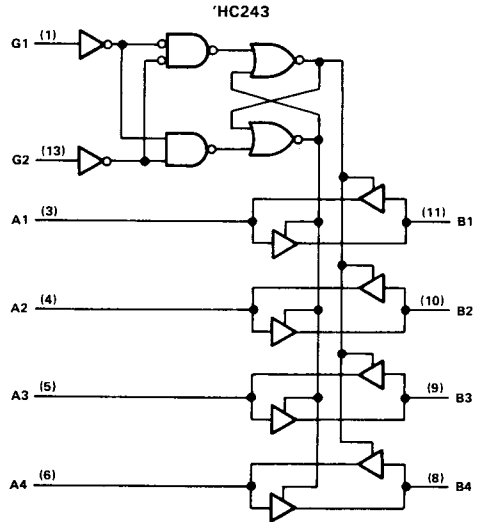 'HC243
G1 (1)
G2 (13)
A1 (3) (11) B1
A2 (4) (10) B2
A3 (5) (9) B3
A4 (6) (8) B4